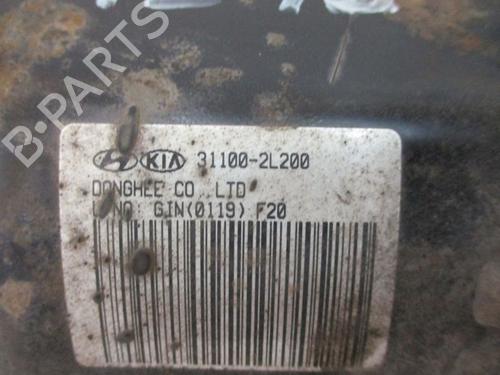 B-PARTS
KIA 31100-2L200
DONGHEE CO.,LTD
GIN(0119) F20